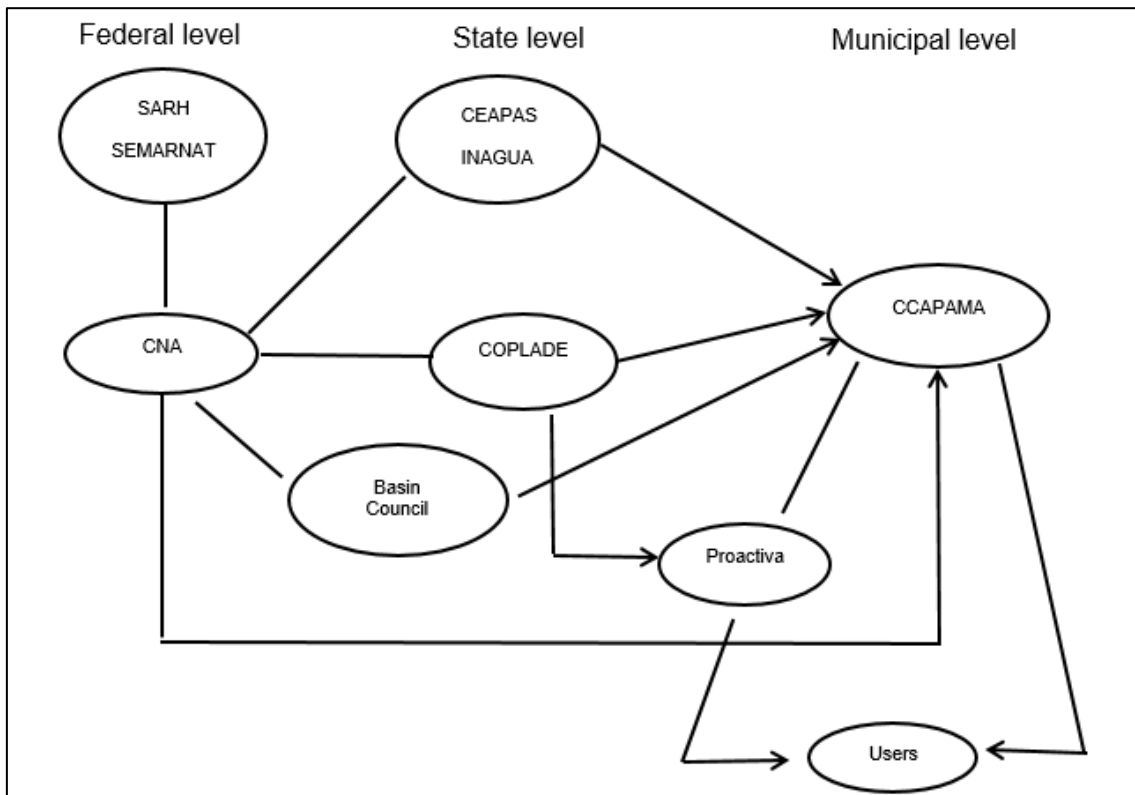 Federal level
State level
Municipal level
SARH
SEMARNAT
CEAPAS
INAGUA
CCAPAMA
CNA
COPLADE
Basin
Council
Proactiva
Users